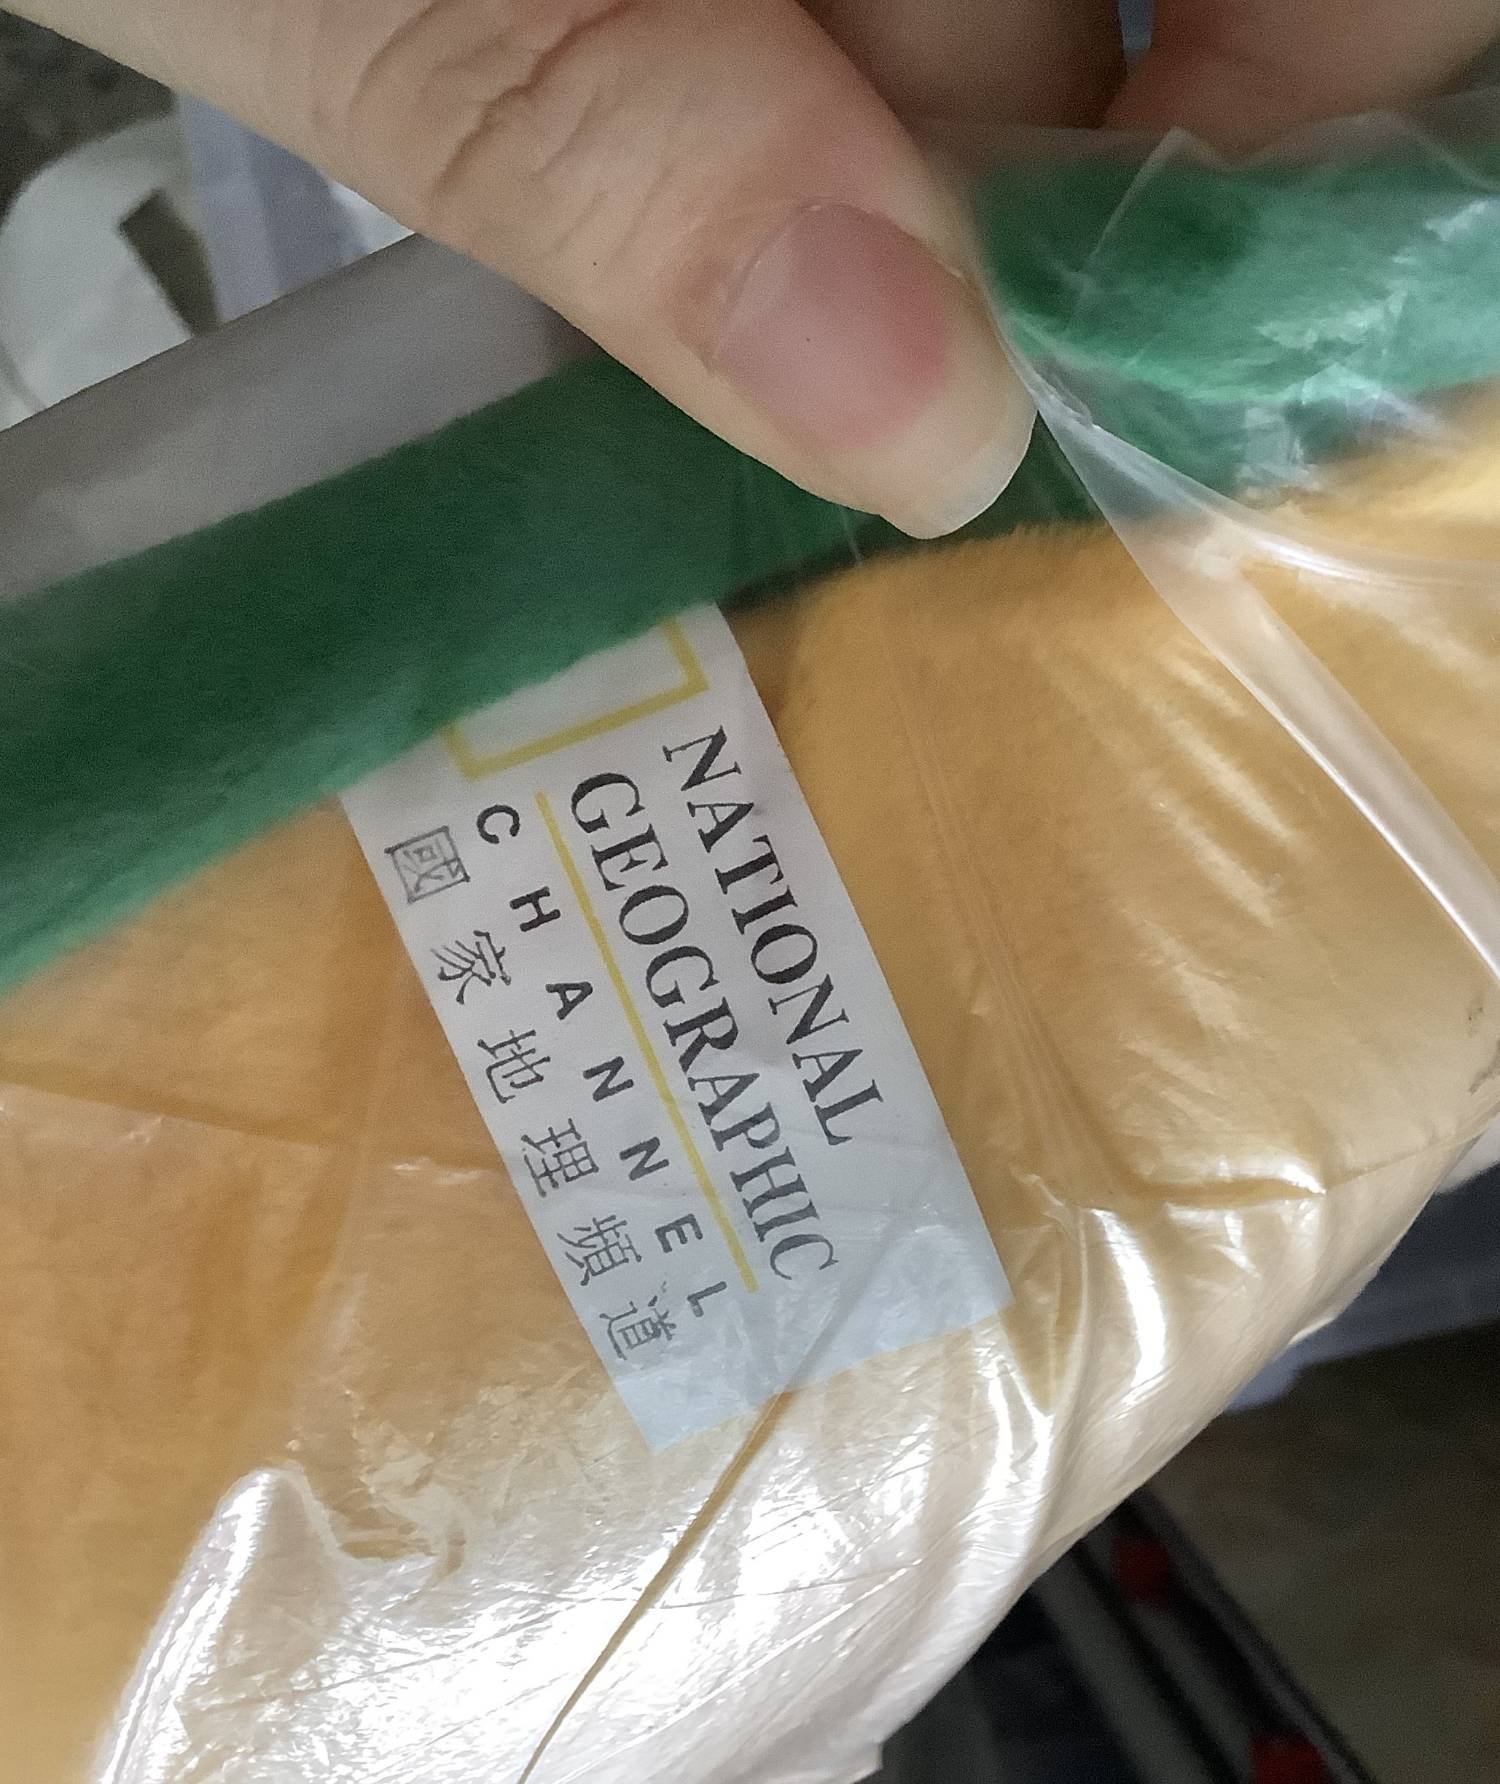 NATIONAL
GEOGRAPHIC
CHANNEL
國家地理頻道